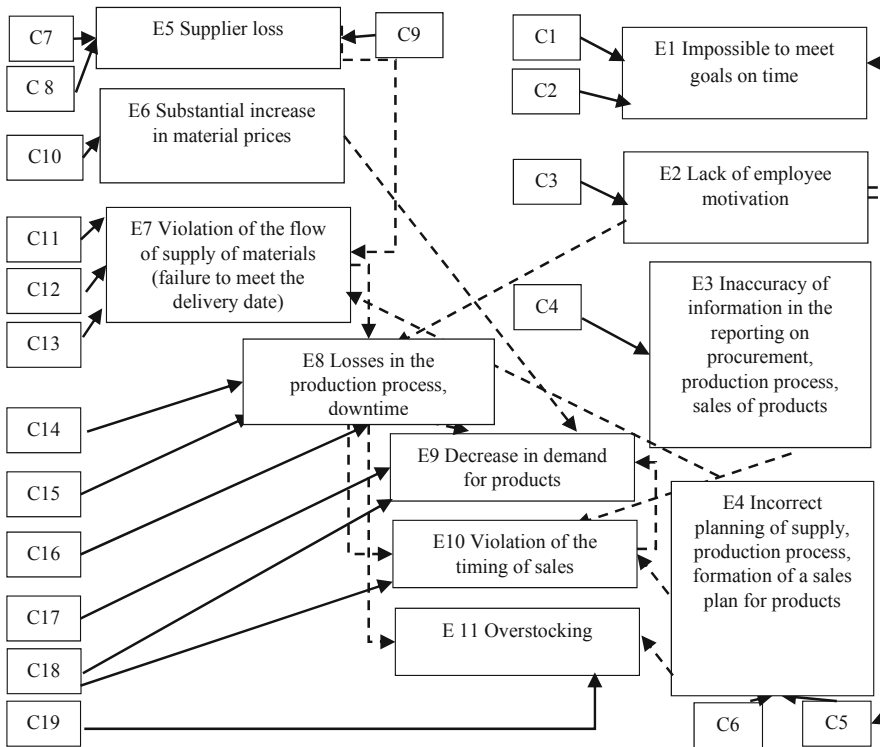 C7
C 8
E5 Supplier loss
C9
C1
C2
E1 Impossible to meet
goals on time
C10
E6 Substantial increase
in material prices
C3
E2 Lack of employee
motivation
C11
C12
C13
E7 Violation of the flow
of supply of materials
(failure to meet the
delivery date)
C4
E3 Inaccuracy of
information in the
reporting on
procurement,
production process,
sales of products
E8 Losses in the
production process,
downtime
C14
C15
C16
C17
C18
C19
E9 Decrease in demand
for products
E10 Violation of the
timing of sales
E 11 Overstocking
E4 Incorrect
planning of supply,
production process,
formation of a sales
plan for products
C6
C5